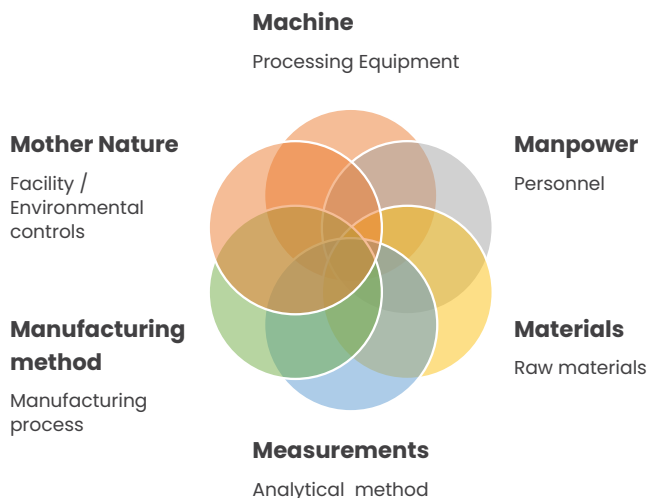 Machine
Processing Equipment
Mother Nature
Facility /
Environmental
controls
Manpower
Personnel
Manufacturing
method
Manufacturing
process
Materials
Raw materials
Measurements
Analytical method